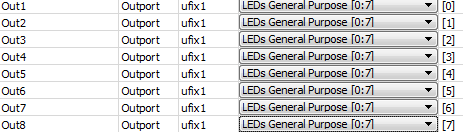 Out1 Outport ufix1 LEDs General Purpose [0:7] [0]
Out2 Outport ufix1 LEDs General Purpose [0:7] [1]
Out3 Outport ufix1 LEDs General Purpose [0:7] [2]
Out4 Outport ufix1 LEDs General Purpose [0:7] [3]
Out5 Outport ufix1 LEDs General Purpose [0:7] [4]
Out6 Outport ufix1 LEDs General Purpose [0:7] [5]
Out7 Outport ufix1 LEDs General Purpose [0:7] [6]
Out8 Outport ufix1 LEDs General Purpose [0:7] [7]